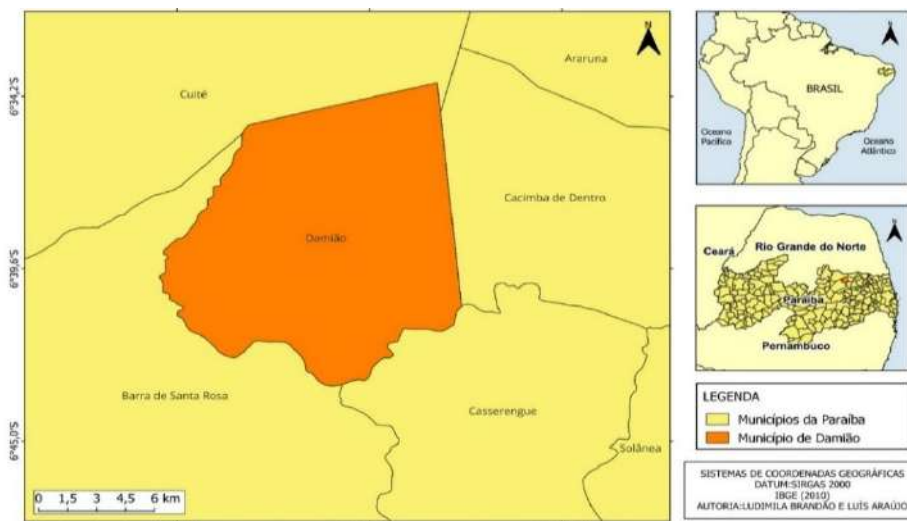 N
Araruna
Cuité
6°34,2'S
Cacimba de Dentro
Damião
6°39,6'S
Barra de Santa Rosa
Casserengue
Solânea
6°45,0'S
0 1,5 3 4,5 6 km
N
BRASIL
Oceano
Pacífico
Oceano
Atlântico
N
Ceará
Rio Grande do Norte
Paraíba
Pernambuco
LEGENDA
Municípios da Paraíba
Município de Damião
SISTEMAS DE COORDENADAS GEOGRÁFICAS
DATUM:SIRGAS 2000
IBGE (2010)
AUTORIA:LUDIMILA BRANDÃO E LUÍS ARAÚJO